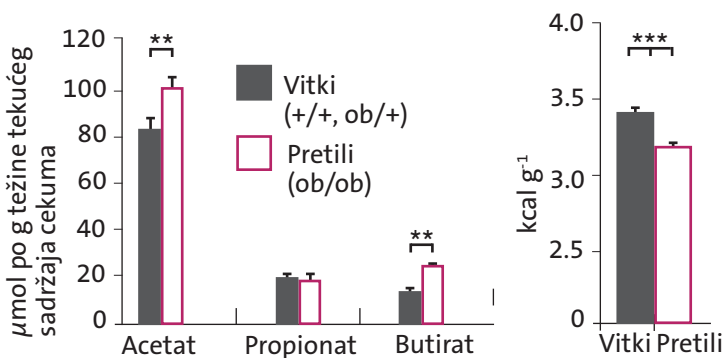 µmol po g težine tekućeg
sadržaja cekuma
120
100
80
60
40
20
0
**
**
Vitki
(+/+, ob/+)
Pretili
(ob/ob)
Acetat
Propionat
Butirat
kcal g⁻¹
4.0
3.5
3.0
2.5
0
***
Vitki Pretili